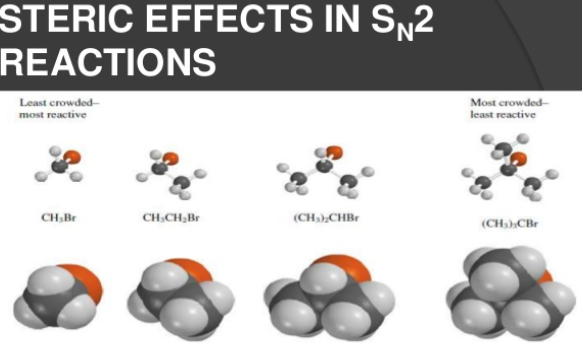 STERIC EFFECTS IN SN2
REACTIONS
Least crowded–
most reactive
Most crowded–
least reactive
CH₃Br
CH₃CH₂Br
(CH₃)₂CHBr
(CH₃)₃CBr